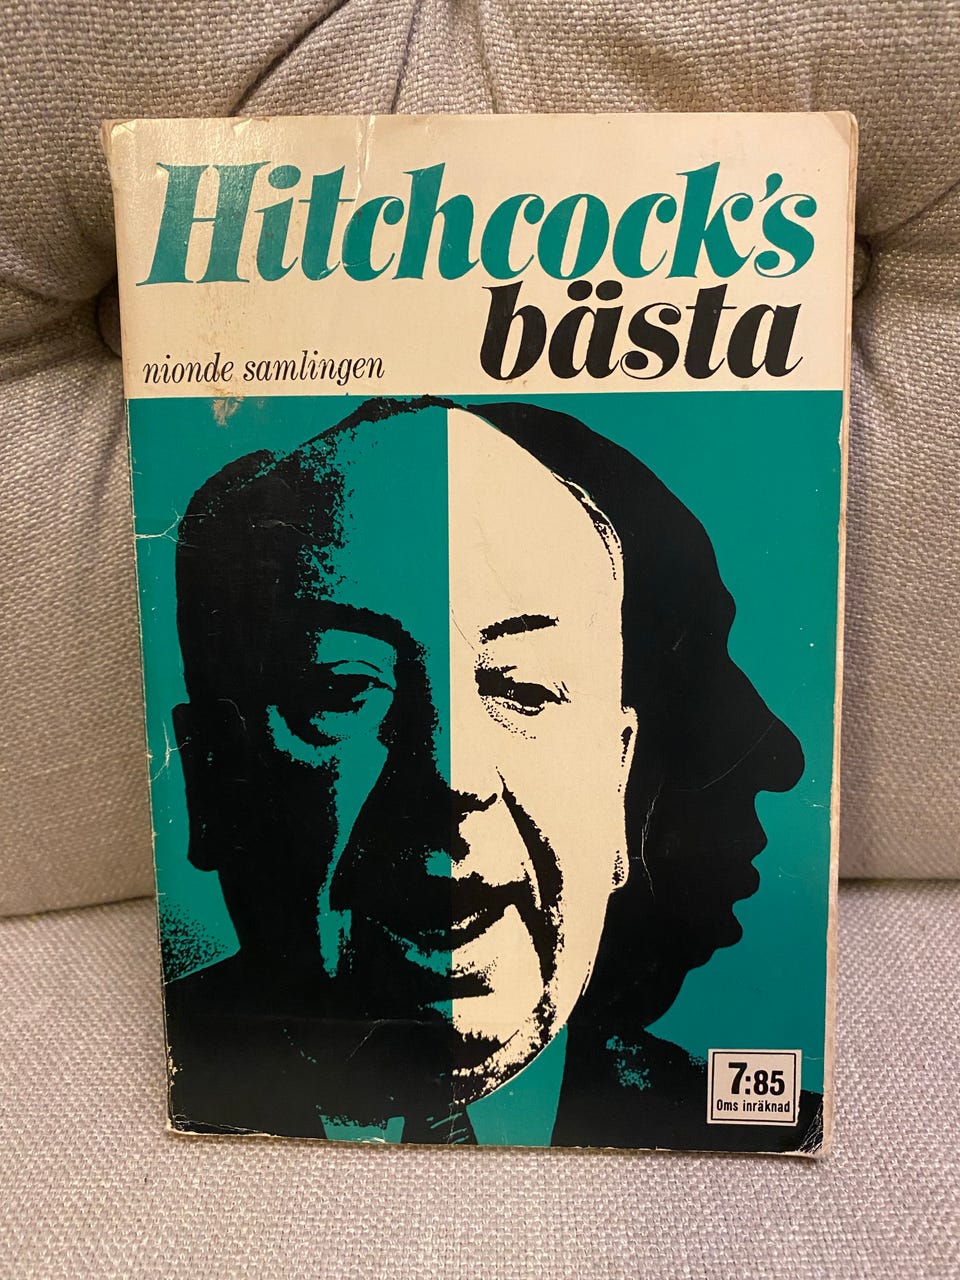 Hitchcock's
bästa
nionde samlingen
7:85
Oms inräknad